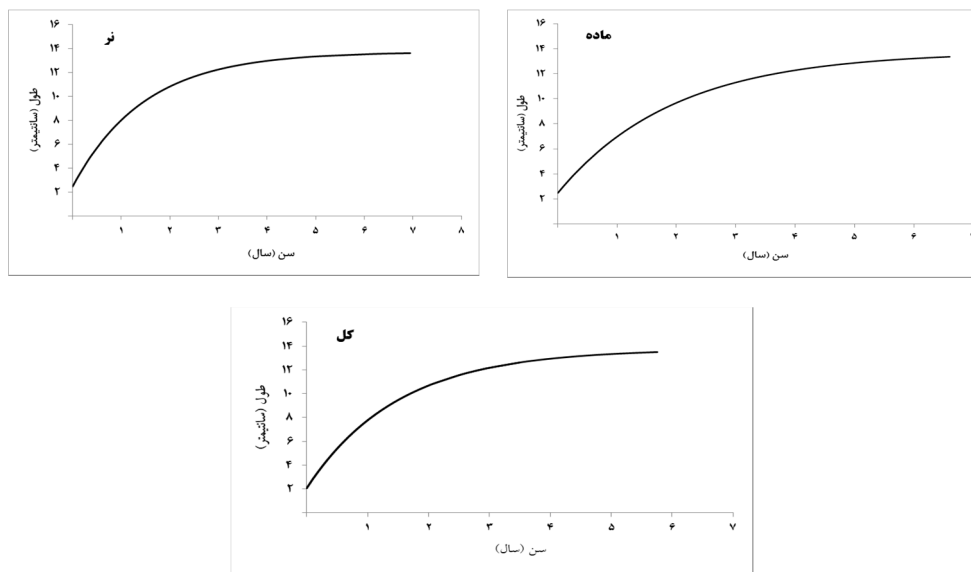 نر
۱۶
۱۴
۱۲
۱۰
۸
۶
۴
۲
طول (سانتیمتر)
۱ ۲ ۳ ۴ ۵ ۶ ۷ ۸
سن (سال)
ماده
۱۶
۱۴
۱۲
۱۰
۸
۶
۴
۲
طول (سانتیمتر)
۱ ۲ ۳ ۴ ۵ ۶
سن (سال)
کل
۱۶
۱۴
۱۲
۱۰
۸
۶
۴
۲
طول (سانتیمتر)
۱ ۲ ۳ ۴ ۵ ۶ ۷
سن (سال)